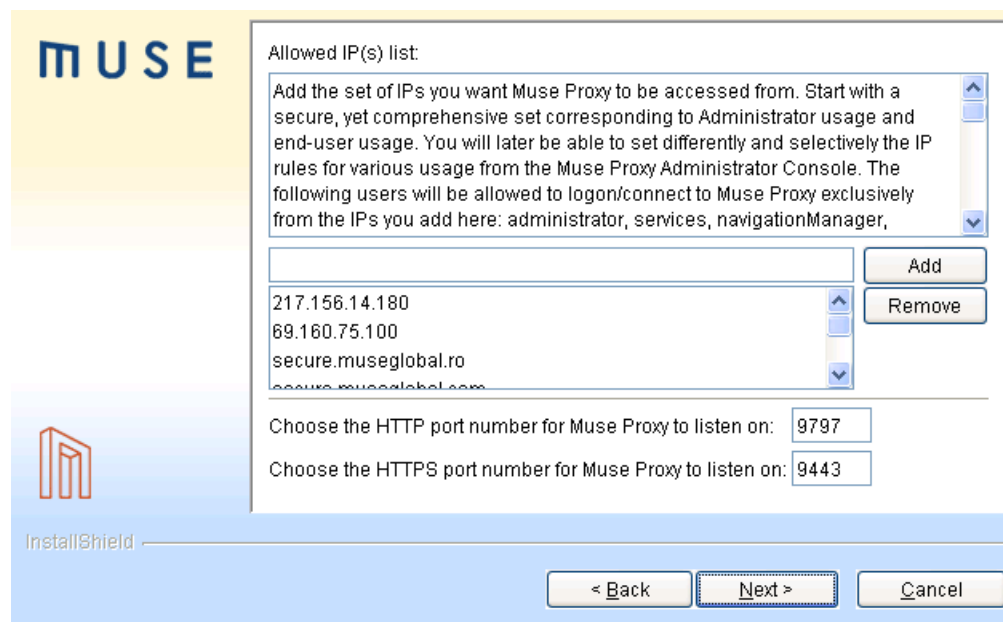 MUSE
Allowed IP(s) list:
Add the set of IPs you want Muse Proxy to be accessed from. Start with a
secure, yet comprehensive set corresponding to Administrator usage and
end-user usage. You will later be able to set differently and selectively the IP
rules for various usage from the Muse Proxy Administrator Console. The
following users will be allowed to logon/connect to Muse Proxy exclusively
from the IPs you add here: administrator, services, navigationManager,
Add
217.156.14.180
Remove
69.160.75.100
secure.museglobal.ro
secure.museglobal.com
Choose the HTTP port number for Muse Proxy to listen on: 9797
Choose the HTTPS port number for Muse Proxy to listen on: 9443
InstallShield
< Back
Next >
Cancel